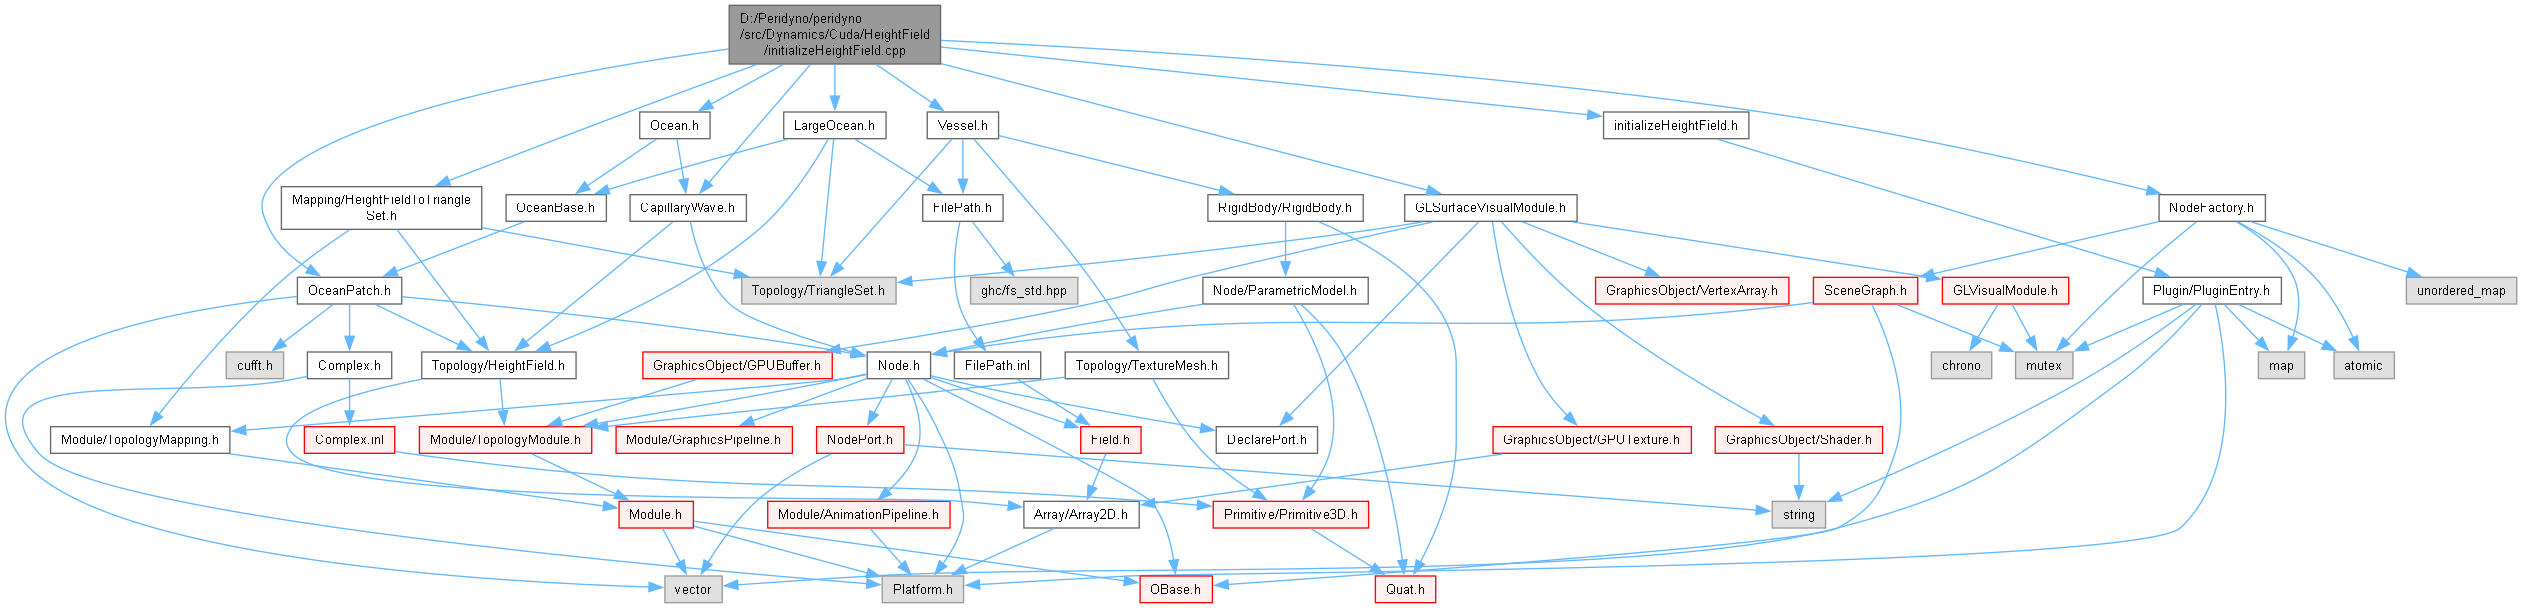 D:/Peridyno/peridyno
/src/Dynamics/Cuda/HeightField
/initializeHeightField.cpp
Ocean.h
LargeOcean.h
Vessel.h
initializeHeightField.h
Mapping/HeightFieldToTriangle
Set.h
OceanBase.h
CapillaryWave.h
FilePath.h
RigidBody/RigidBody.h
GLSurfaceVisualModule.h
NodeFactory.h
OceanPatch.h
Topology/TriangleSet.h
ghc/fs_std.hpp
Node/ParametricModel.h
GraphicsObject/VertexArray.h
SceneGraph.h
GLVisualModule.h
Plugin/PluginEntry.h
unordered_map
cufft.h
Complex.h
Topology/HeightField.h
GraphicsObject/GPUBuffer.h
Node.h
FilePath.inl
Topology/TextureMesh.h
chrono
mutex
map
atomic
Module/TopologyMapping.h
Complex.inl
Module/TopologyModule.h
Module/GraphicsPipeline.h
NodePort.h
Field.h
DeclarePort.h
GraphicsObject/GPUTexture.h
GraphicsObject/Shader.h
Module.h
Module/AnimationPipeline.h
Array/Array2D.h
Primitive/Primitive3D.h
string
vector
Platform.h
OBase.h
Quat.h